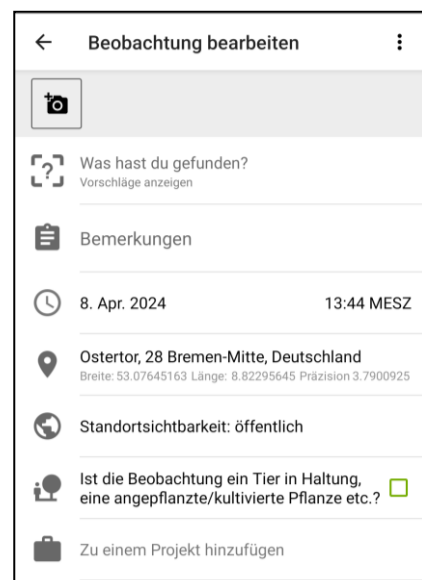 Beobachtung bearbeiten
Was hast du gefunden?
Vorschläge anzeigen
Bemerkungen
8. Apr. 2024 13:44 MESZ
Ostertor, 28 Bremen-Mitte, Deutschland
Breite: 53.07645163 Länge: 8.82295645 Präzision 3.7900925
Standortsichtbarkeit: öffentlich
Ist die Beobachtung ein Tier in Haltung,
eine angepflanzte/kultivierte Pflanze etc.?
Zu einem Projekt hinzufügen